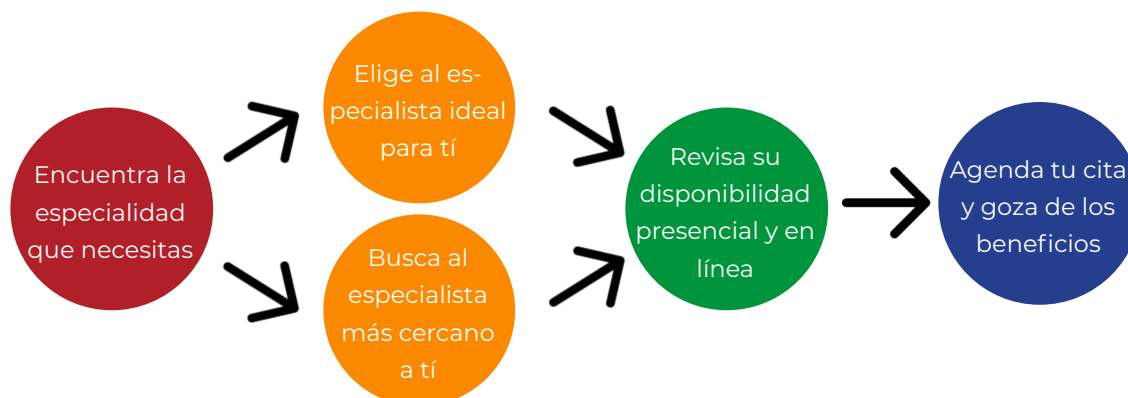 Encuentra la
especialidad
que necesitas
Elige al es-
pecialista ideal
para tí
Busca al
especialista
más cercano
a tí
Revisa su
disponibilidad
presencial y en
línea
Agenda tu cita
y goza de los
beneficios